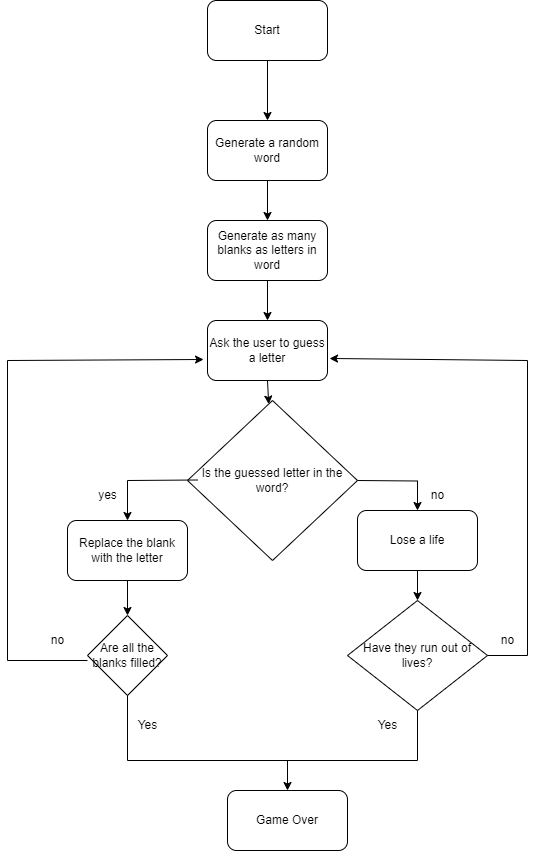 Start
Generate a random
word
Generate as many
blanks as letters in
word
Ask the user to guess
a letter
Is the guessed letter in the
word?
yes
no
Replace the blank
with the letter
Lose a life
no
Are all the
blanks filled?
Have they run out of
lives?
no
Yes
Yes
Game Over